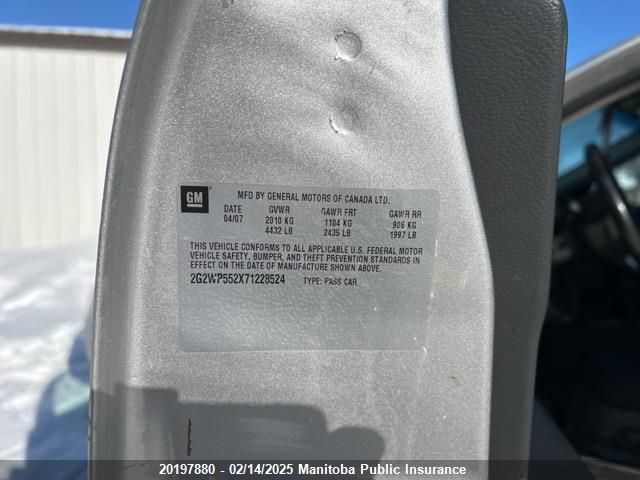 GM MFD BY GENERAL MOTORS OF CANADA LTD.
DATE GVWR GAWR FRT GAWR RR
04/07 2010 KG 1104 KG 906 KG
4432 LB 2435 LB 1997 LB
THIS VEHICLE CONFORMS TO ALL APPLICABLE U.S. FEDERAL MOTOR
VEHICLE SAFETY, BUMPER, AND THEFT PREVENTION STANDARDS IN
EFFECT ON THE DATE OF MANUFACTURE SHOWN ABOVE.
2G2WP552X71228524 TYPE: PASS CAR
20197880 - 02/14/2025 Manitoba Public Insurance